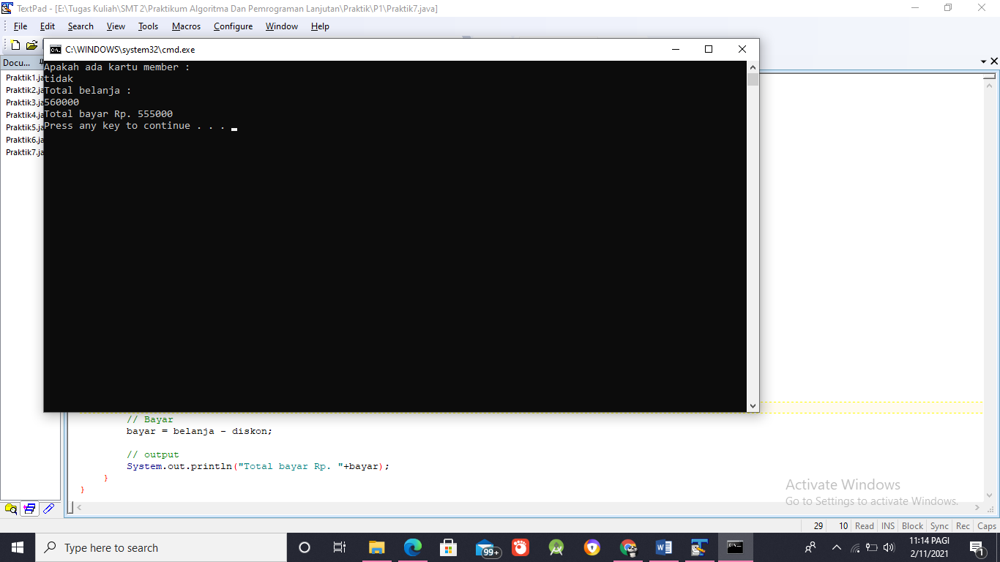 TextPad - [E:\Tugas Kuliah\SMT 2\Praktikum Algoritma Dan Pemrograman Lanjutan\Praktik\P1\Praktik7.java]
File Edit Search View Tools Macros Configure Window Help
C:\WINDOWS\system32\cmd.exe
Docu...
Praktik1.ja
Praktik2.ja
Praktik3.ja
Praktik4.ja
Praktik5.ja
Praktik6.ja
Praktik7.ja
Apakah ada kartu member :
tidak
Total belanja :
560000
Total bayar Rp. 555000
Press any key to continue . . .
// Bayar
bayar = belanja - diskon;
// output
System.out.println("Total bayar Rp. "+bayar);
}
}
Activate Windows
Go to Settings to activate Windows.
29 10 Read INS Block Sync Rec Caps
Type here to search
99+
11:14 PAGI
2/11/2021
1